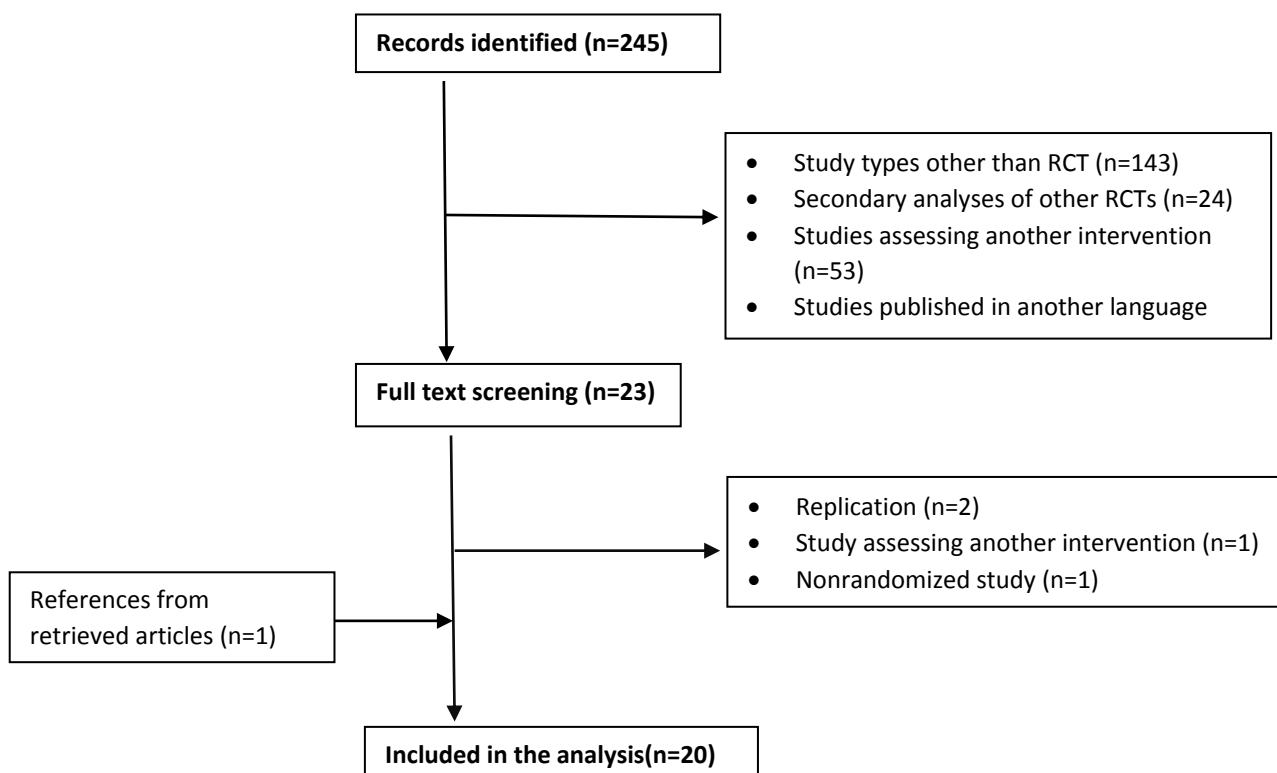 Records identified (n=245)
• Study types other than RCT (n=143)
• Secondary analyses of other RCTs (n=24)
• Studies assessing another intervention
(n=53)
• Studies published in another language
Full text screening (n=23)
• Replication (n=2)
• Study assessing another intervention (n=1)
• Nonrandomized study (n=1)
References from
retrieved articles (n=1)
Included in the analysis(n=20)